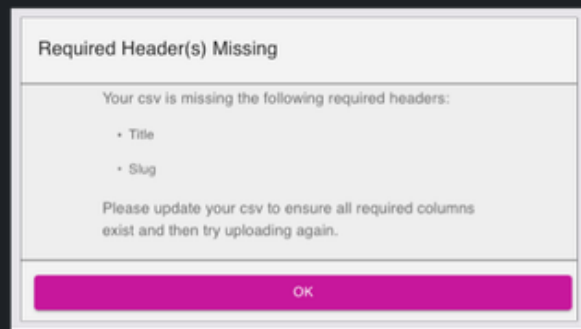 Required Header(s) Missing
Your csv is missing the following required headers:
• Title
• Slug
Please update your csv to ensure all required columns
exist and then try uploading again.
OK